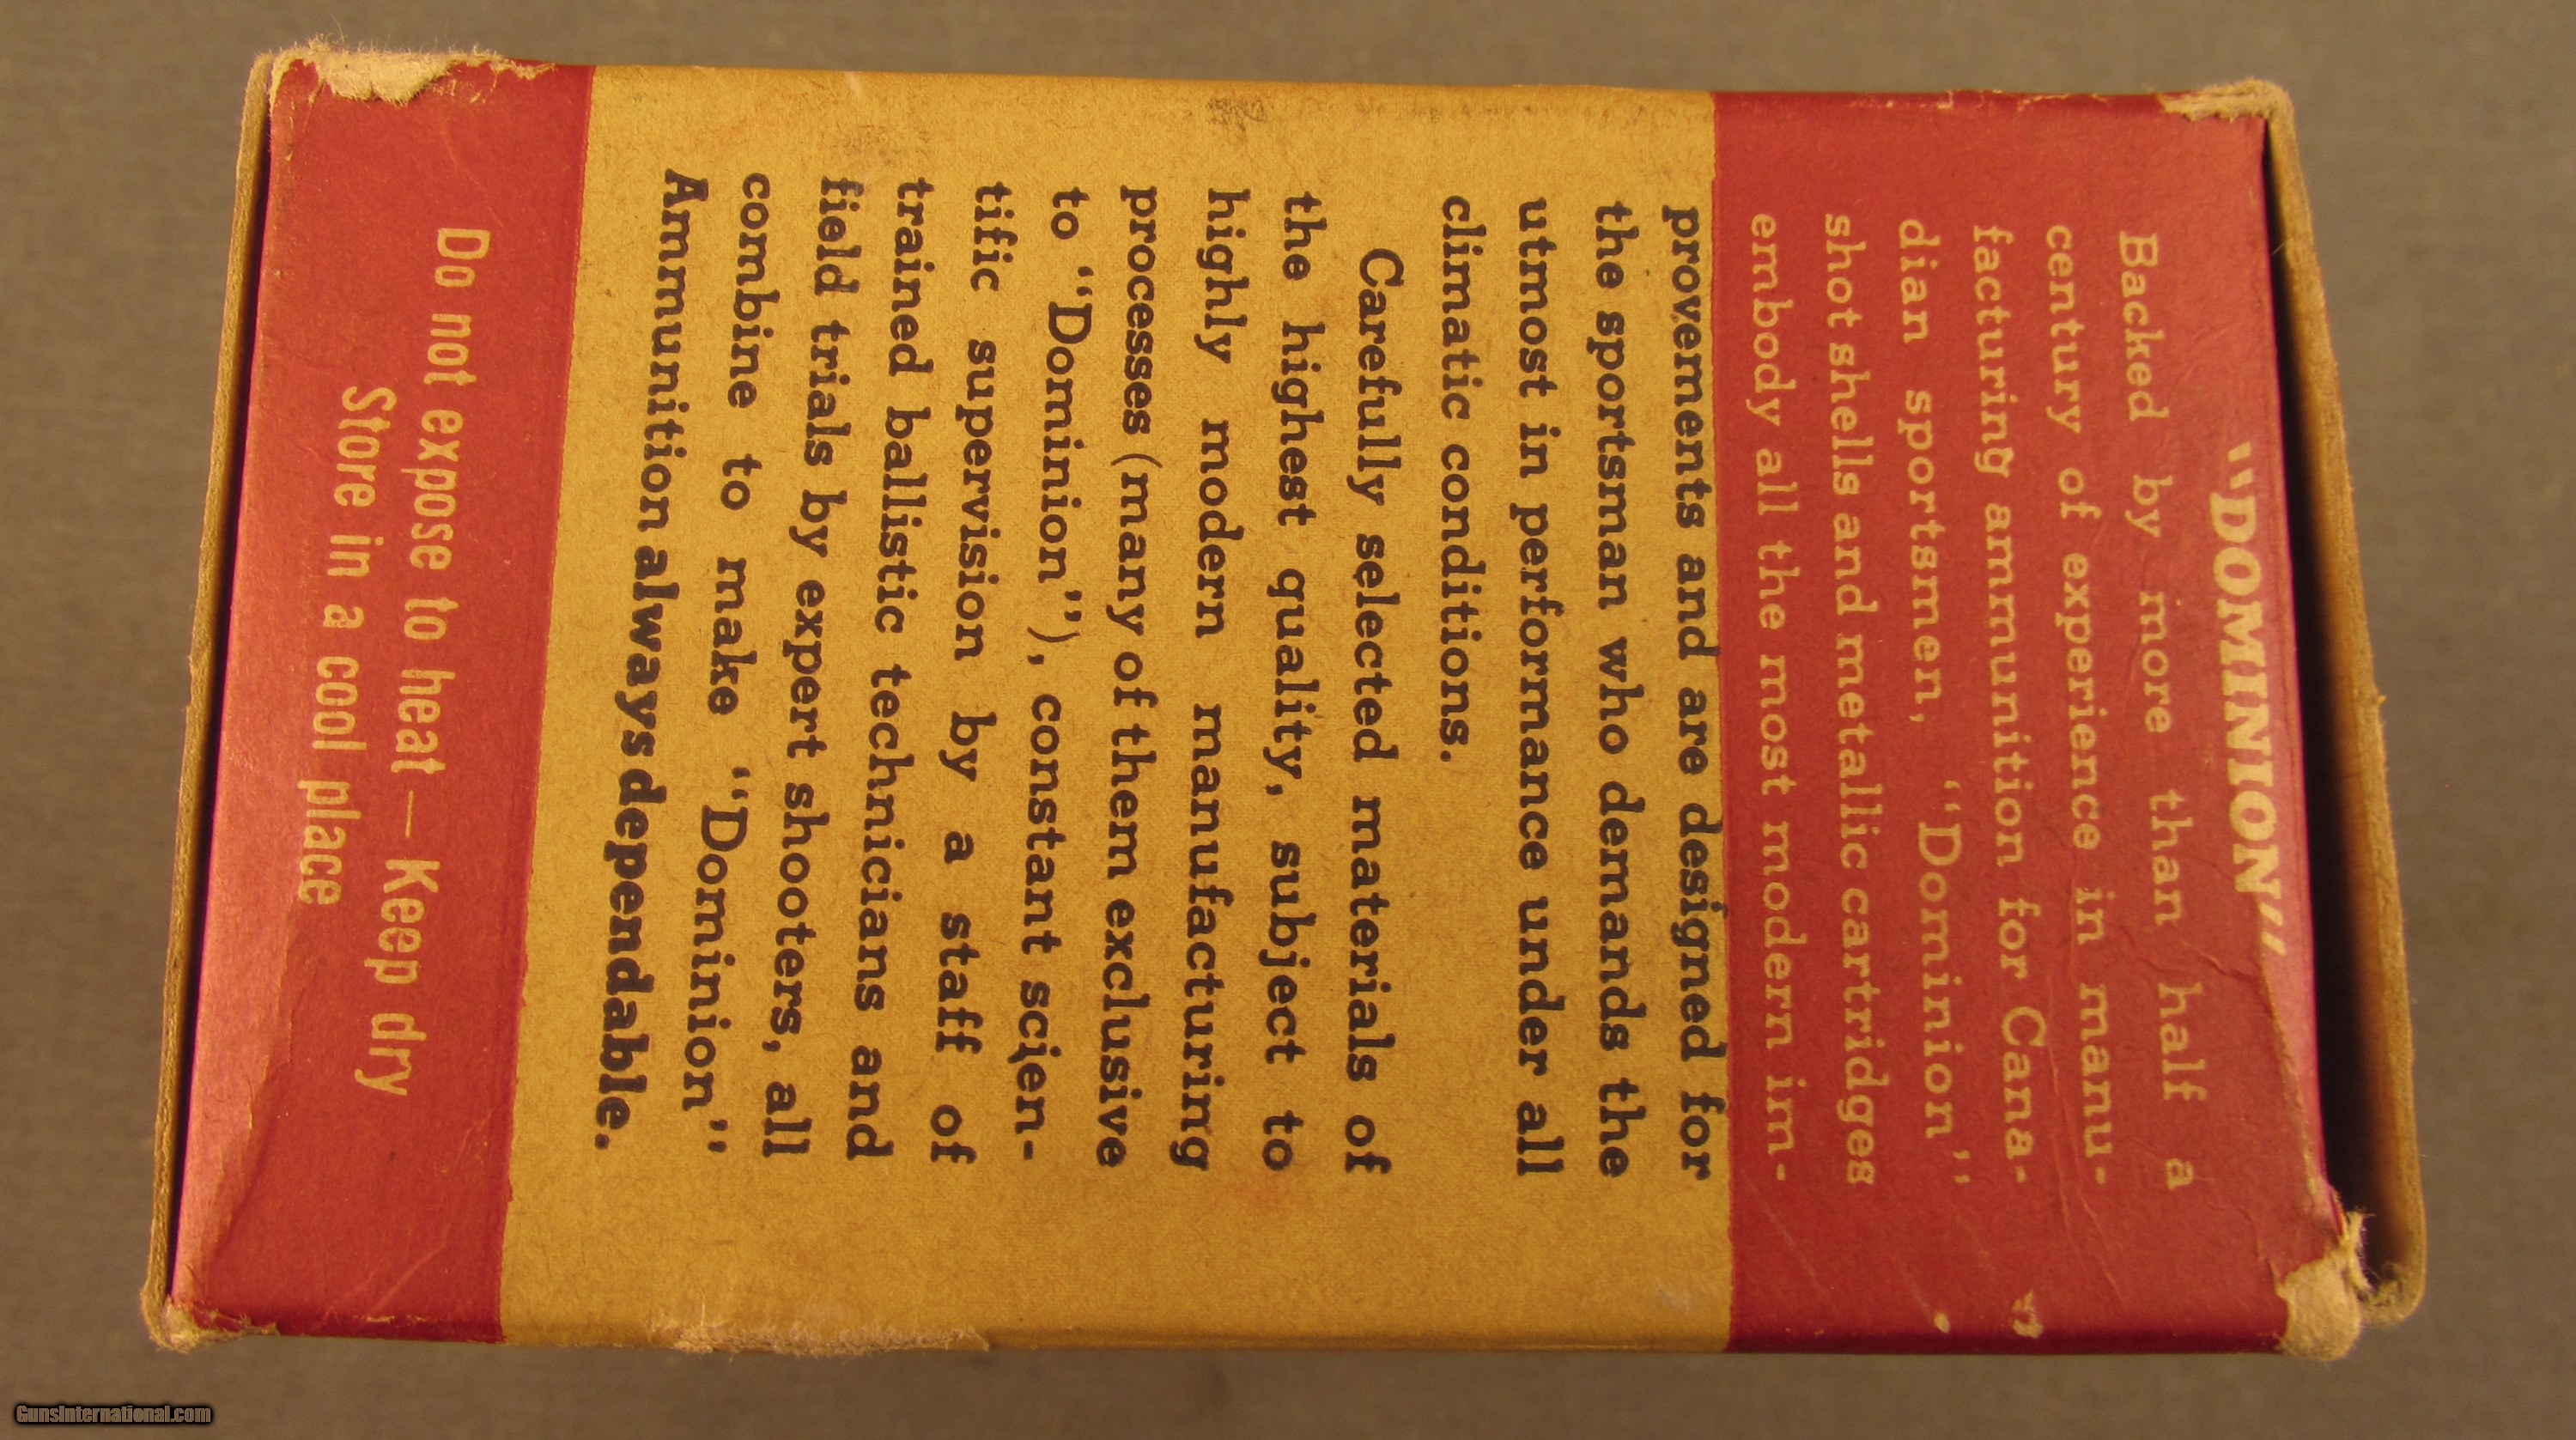 "DOMINION"
Backed by more than half a
century of experience in manu-
facturing ammunition for Cana-
dian sportsmen, "Dominion"
shot shells and metallic cartridges
embody all the most modern im-
provements and are designed for
the sportsman who demands the
utmost in performance under all
climatic conditions.
Carefully selected materials of
the highest quality, subject to
highly modern manufacturing
processes (many of them exclusive
to "Dominion"), constant scien-
tific supervision by a staff of
trained ballistic technicians and
field trials by expert shooters, all
combine to make "Dominion"
Ammunition always dependable.
Do not expose to heat — Keep dry
Store in a cool place
GunsInternational.com